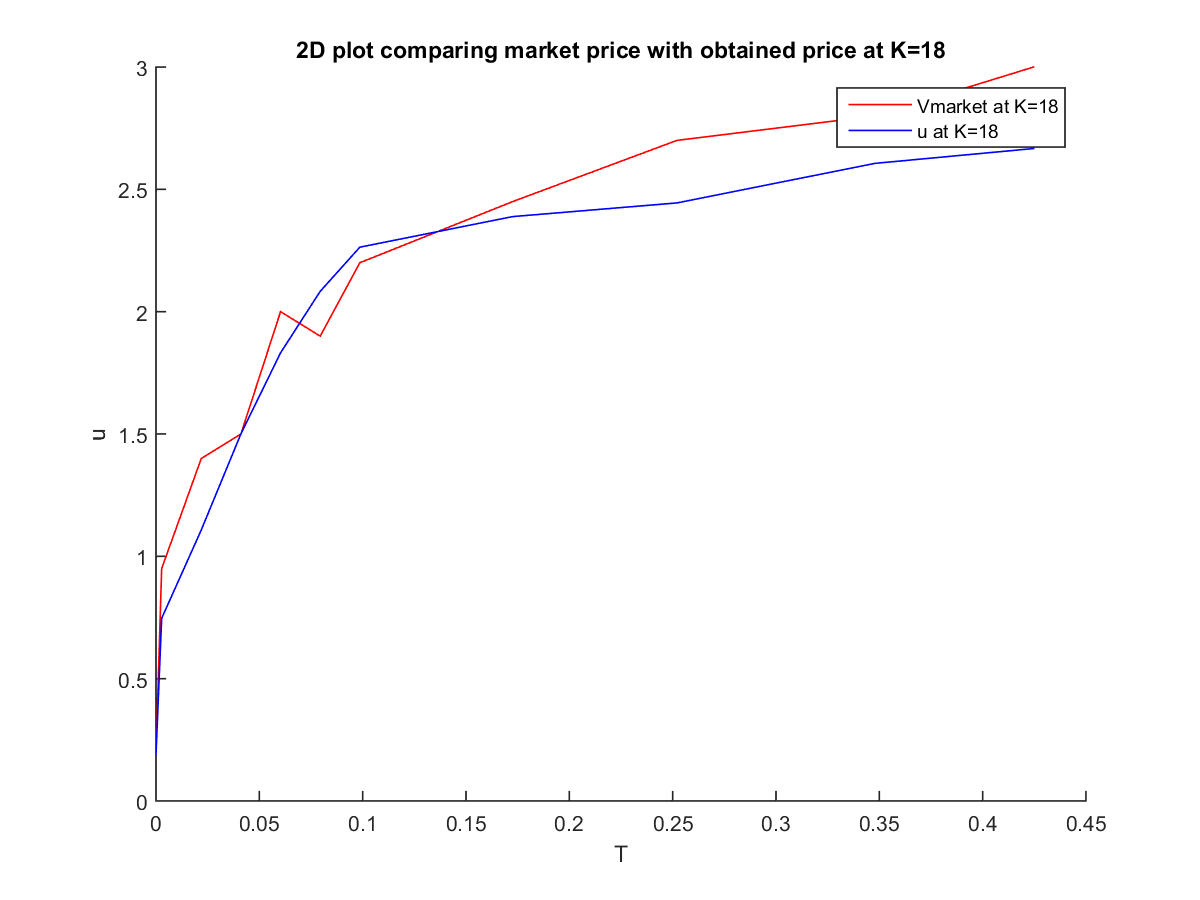 2D plot comparing market price with obtained price at K=18
3
2.5
2
1.5
1
0.5
0
u
Vmarket at K=18
u at K=18
0 0.05 0.1 0.15 0.2 0.25 0.3 0.35 0.4 0.45
T